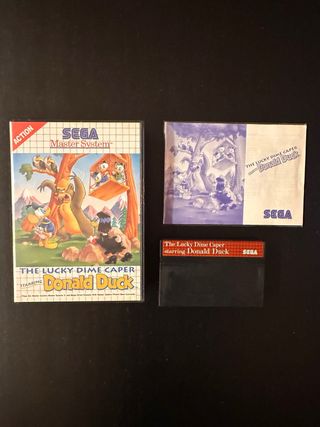 ACTION
SEGA
Master System™
THE LUCKY DIME CAPER
STARRING Donald Duck
THE LUCKY DIME CAPER
STARRING Donald Duck
SEGA
The Lucky Dime Caper
starring Donald Duck SEGA